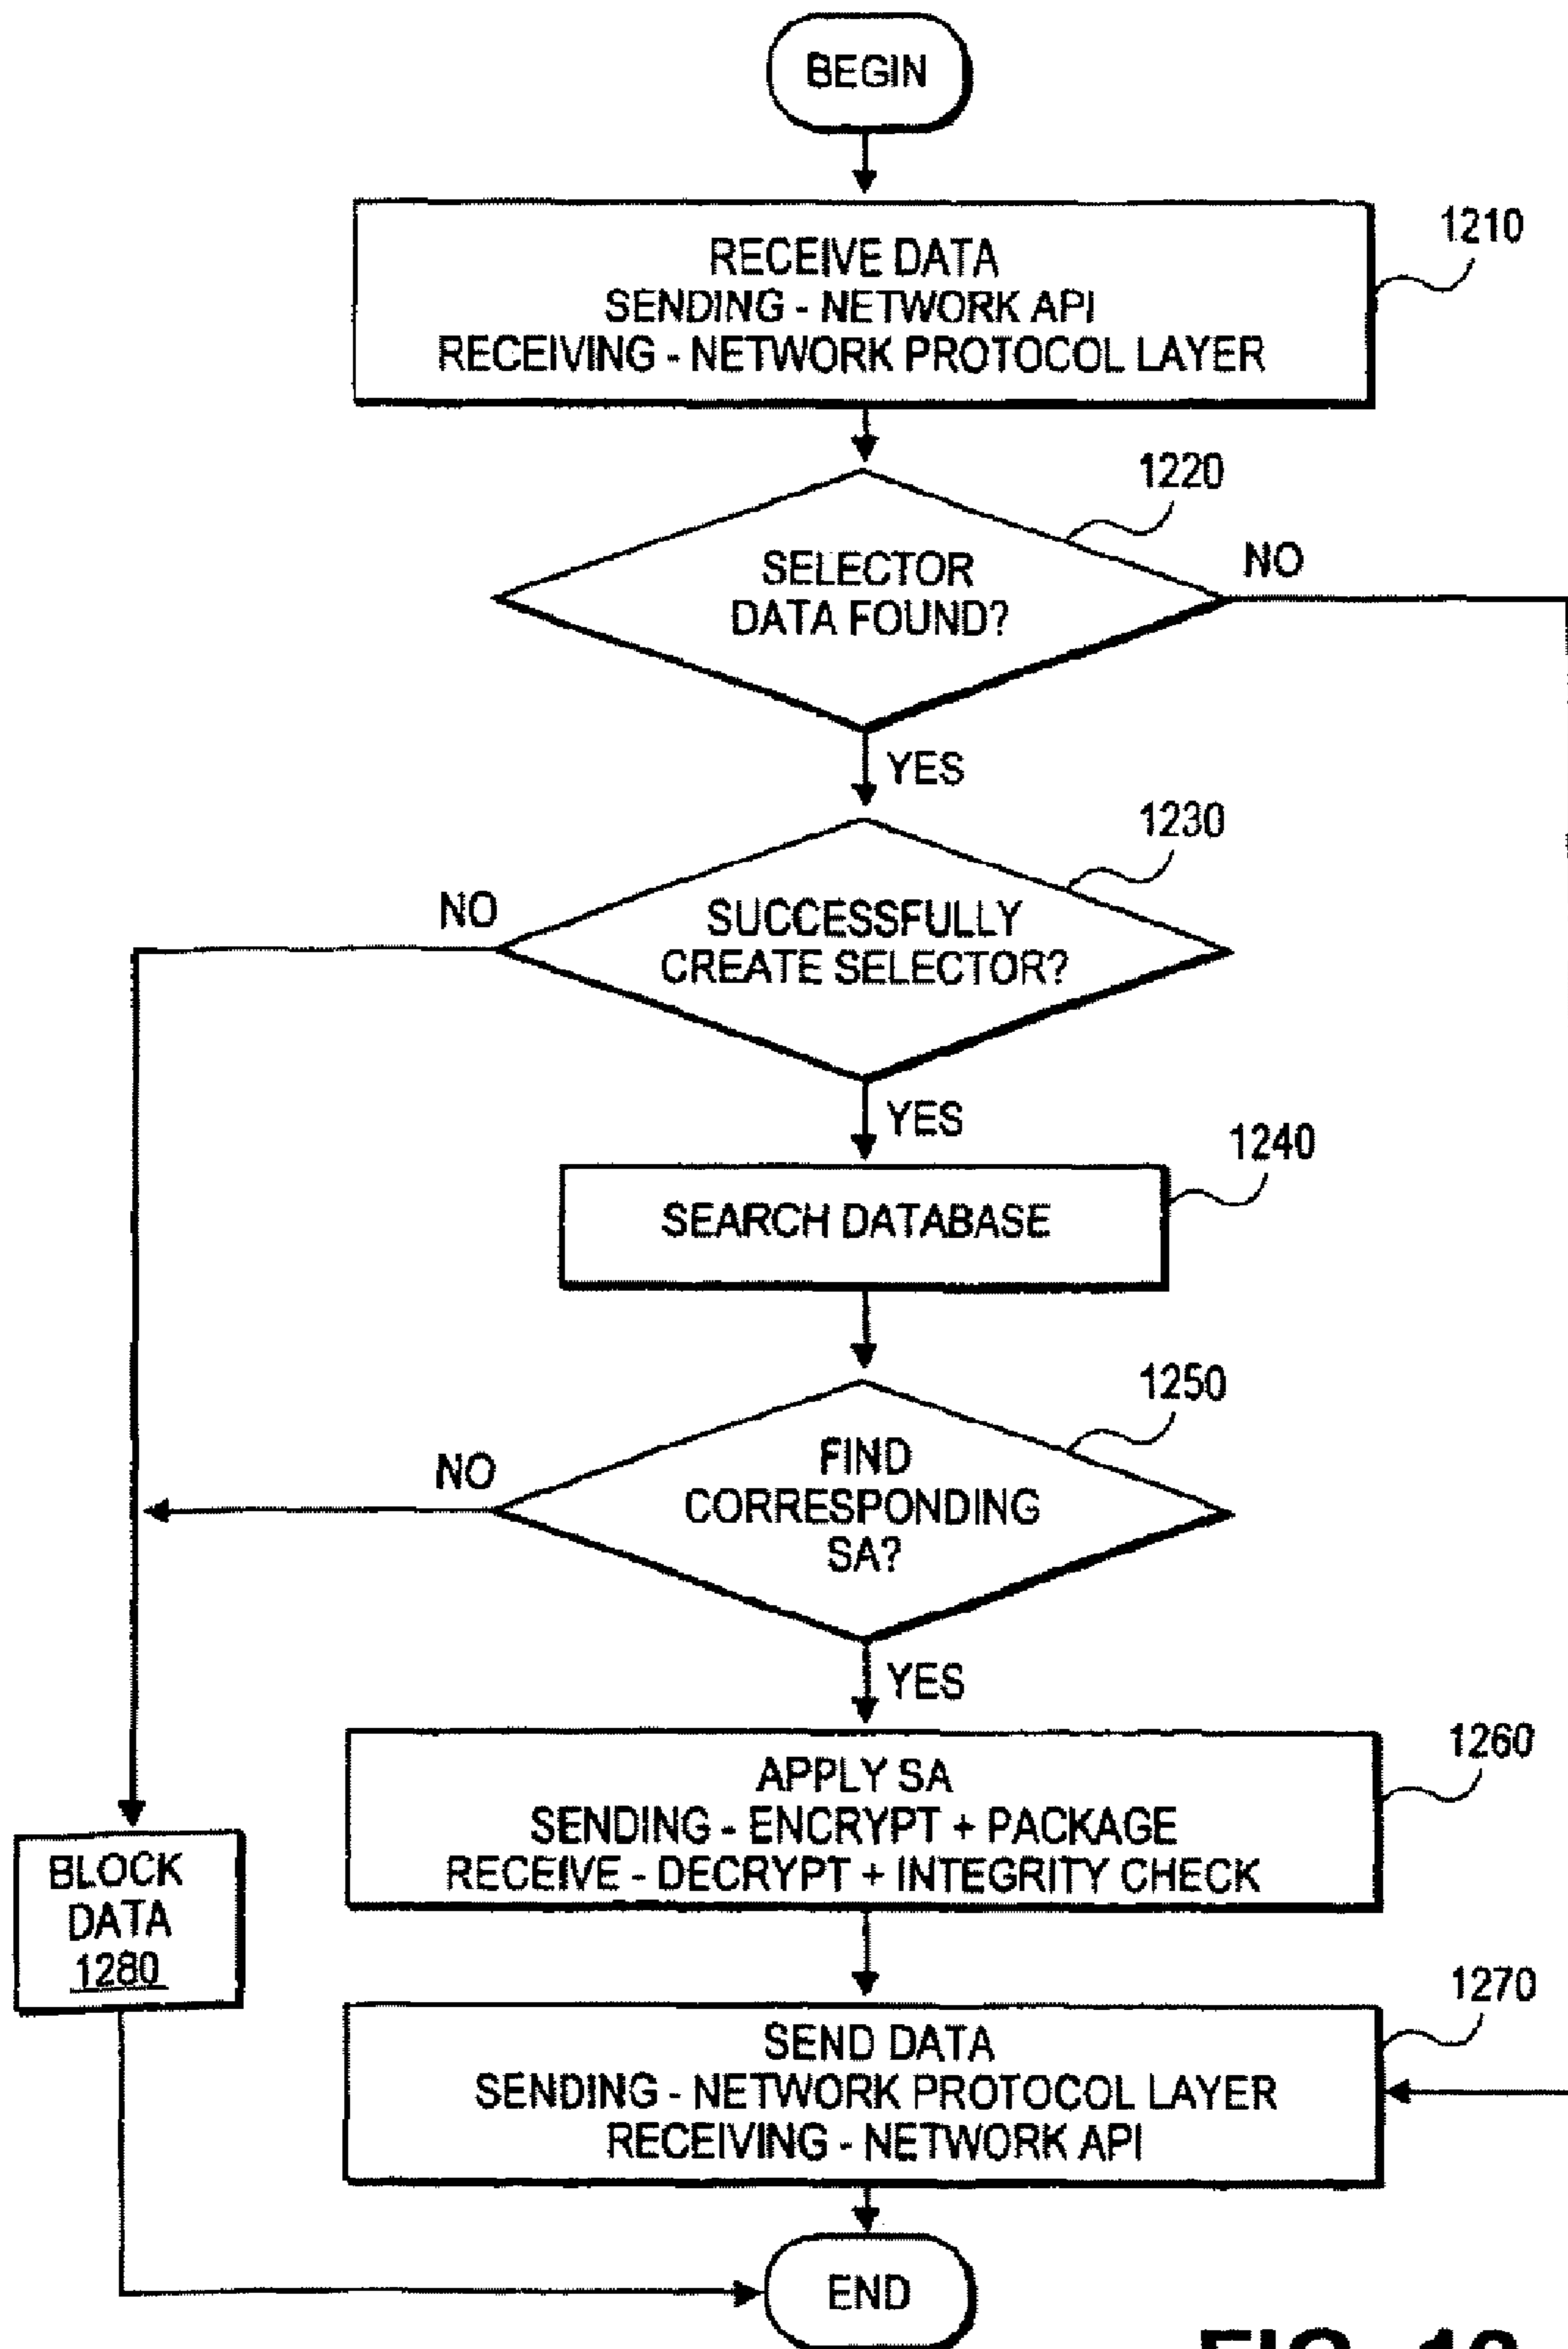 BEGIN
RECEIVE DATA
SENDING - NETWORK API
RECEIVING - NETWORK PROTOCOL LAYER
1210
SELECTOR
DATA FOUND?
1220
NO
YES
SUCCESSFULLY
CREATE SELECTOR?
1230
NO
YES
SEARCH DATABASE
1240
FIND
CORRESPONDING
SA?
1250
NO
YES
APPLY SA
SENDING - ENCRYPT + PACKAGE
RECEIVE - DECRYPT + INTEGRITY CHECK
1260
BLOCK
DATA
1280
SEND DATA
SENDING - NETWORK PROTOCOL LAYER
RECEIVING - NETWORK API
1270
END